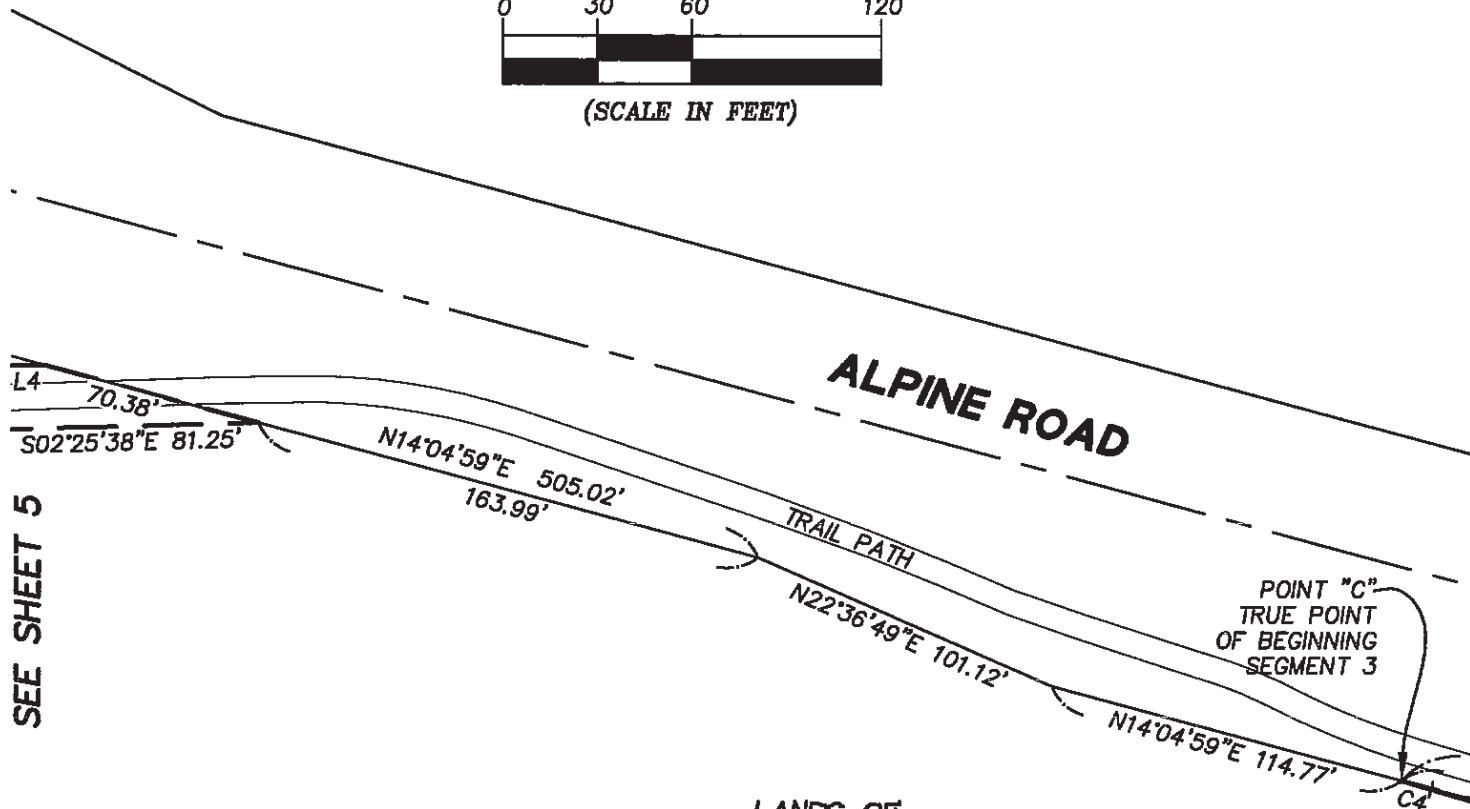 0 30 60 120
(SCALE IN FEET)
ALPINE ROAD
L4
70.38'
S02°25'38"E 81.25'
N14°04'59"E 505.02'
163.99'
TRAIL PATH
N22°36'49"E 101.12'
POINT "C"
TRUE POINT
OF BEGINNING
SEGMENT 3
N14°04'59"E 114.77'
C4
SEE SHEET 5
LANDS OF